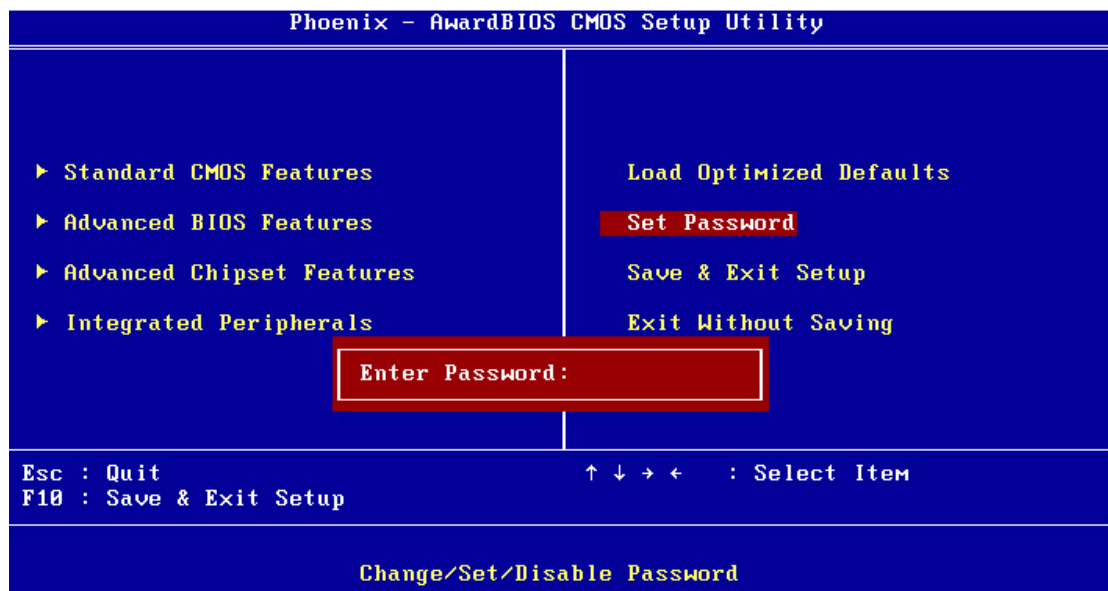 Phoenix - AwardBIOS CMOS Setup Utility
▶ Standard CMOS Features
▶ Advanced BIOS Features
▶ Advanced Chipset Features
▶ Integrated Peripherals
Load Optimized Defaults
Set Password
Save & Exit Setup
Exit Without Saving
Enter Password:
Esc : Quit
F10 : Save & Exit Setup
↑ ↓ → ← : Select Item
Change/Set/Disable Password